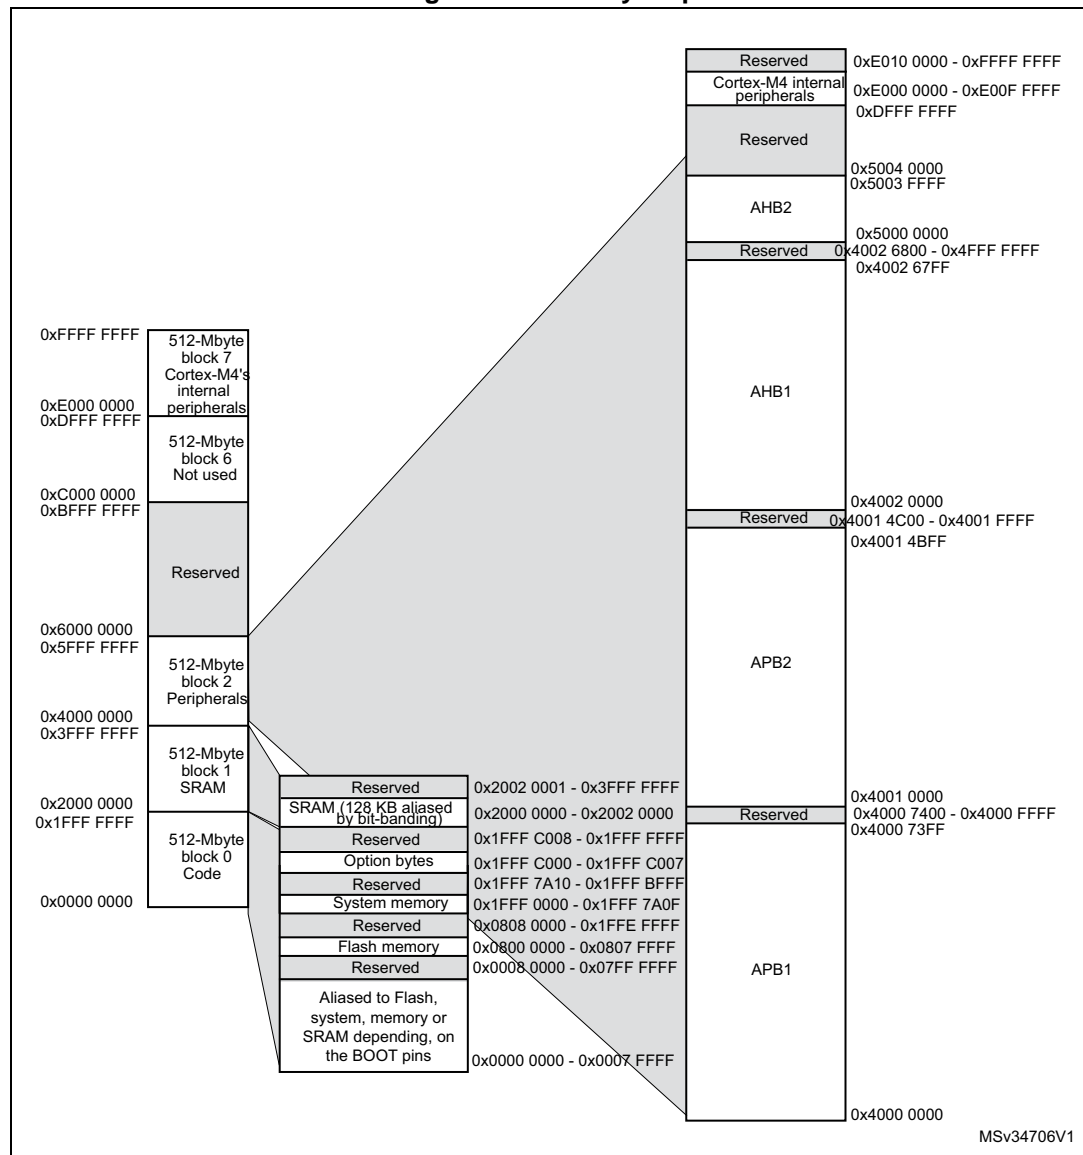 Reserved
0xE010 0000 - 0xFFFF FFFF
Cortex-M4 internal
peripherals
0xE000 0000 - 0xE00F FFFF
0xDFFF FFFF
Reserved
0x5004 0000
0x5003 FFFF
AHB2
0x5000 0000
Reserved
0x4002 6800 - 0x4FFF FFFF
0x4002 67FF
AHB1
0x4002 0000
Reserved
0x4001 4C00 - 0x4001 FFFF
0x4001 4BFF
APB2
0x4001 0000
Reserved
0x4000 7400 - 0x4000 FFFF
0x4000 73FF
APB1
0x4000 0000
0xFFFF FFFF
512-Mbyte
block 7
Cortex-M4's
internal
peripherals
0xE000 0000
0xDFFF FFFF
512-Mbyte
block 6
Not used
0xC000 0000
0xBFFF FFFF
Reserved
0x6000 0000
0x5FFF FFFF
512-Mbyte
block 2
Peripherals
0x4000 0000
0x3FFF FFFF
512-Mbyte
block 1
SRAM
0x2000 0000
0x1FFF FFFF
512-Mbyte
block 0
Code
0x0000 0000
Reserved
0x2002 0001 - 0x3FFF FFFF
SRAM (128 KB aliased
by bit-banding)
0x2000 0000 - 0x2002 0000
Reserved
0x1FFF C008 - 0x1FFF FFFF
Option bytes
0x1FFF C000 - 0x1FFF C007
Reserved
0x1FFF 7A10 - 0x1FFF BFFF
System memory
0x1FFF 0000 - 0x1FFF 7A0F
Reserved
0x0808 0000 - 0x1FFE FFFF
Flash memory
0x0800 0000 - 0x0807 FFFF
Reserved
0x0008 0000 - 0x07FF FFFF
Aliased to Flash,
system, memory or
SRAM depending, on
the BOOT pins
0x0000 0000 - 0x0007 FFFF
MSv34706V1